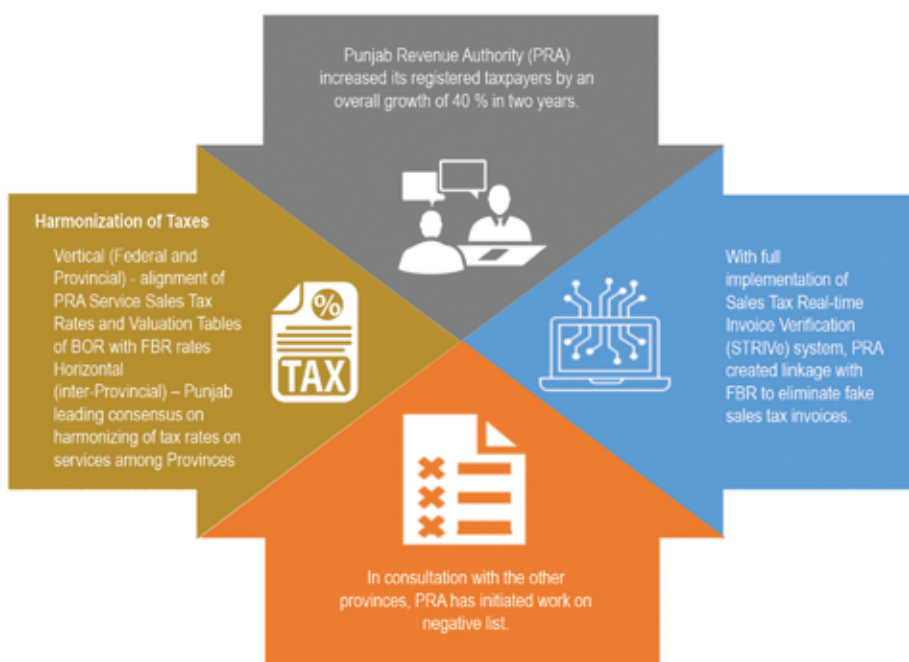 Punjab Revenue Authority (PRA)
increased its registered taxpayers by an
overall growth of 40 % in two years.
Harmonization of Taxes
Vertical (Federal and
Provincial) - alignment of
PRA Service Sales Tax
Rates and Valuation Tables
of BOR with FBR rates
Horizontal
(inter-Provincial) – Punjab
leading consensus on
harmonizing of tax rates on
services among Provinces
%
TAX
With full
implementation of
Sales Tax Real-time
Invoice Verification
(STRIVe) system, PRA
created linkage with
FBR to eliminate fake
sales tax invoices.
In consultation with the other
provinces, PRA has initiated work on
negative list.